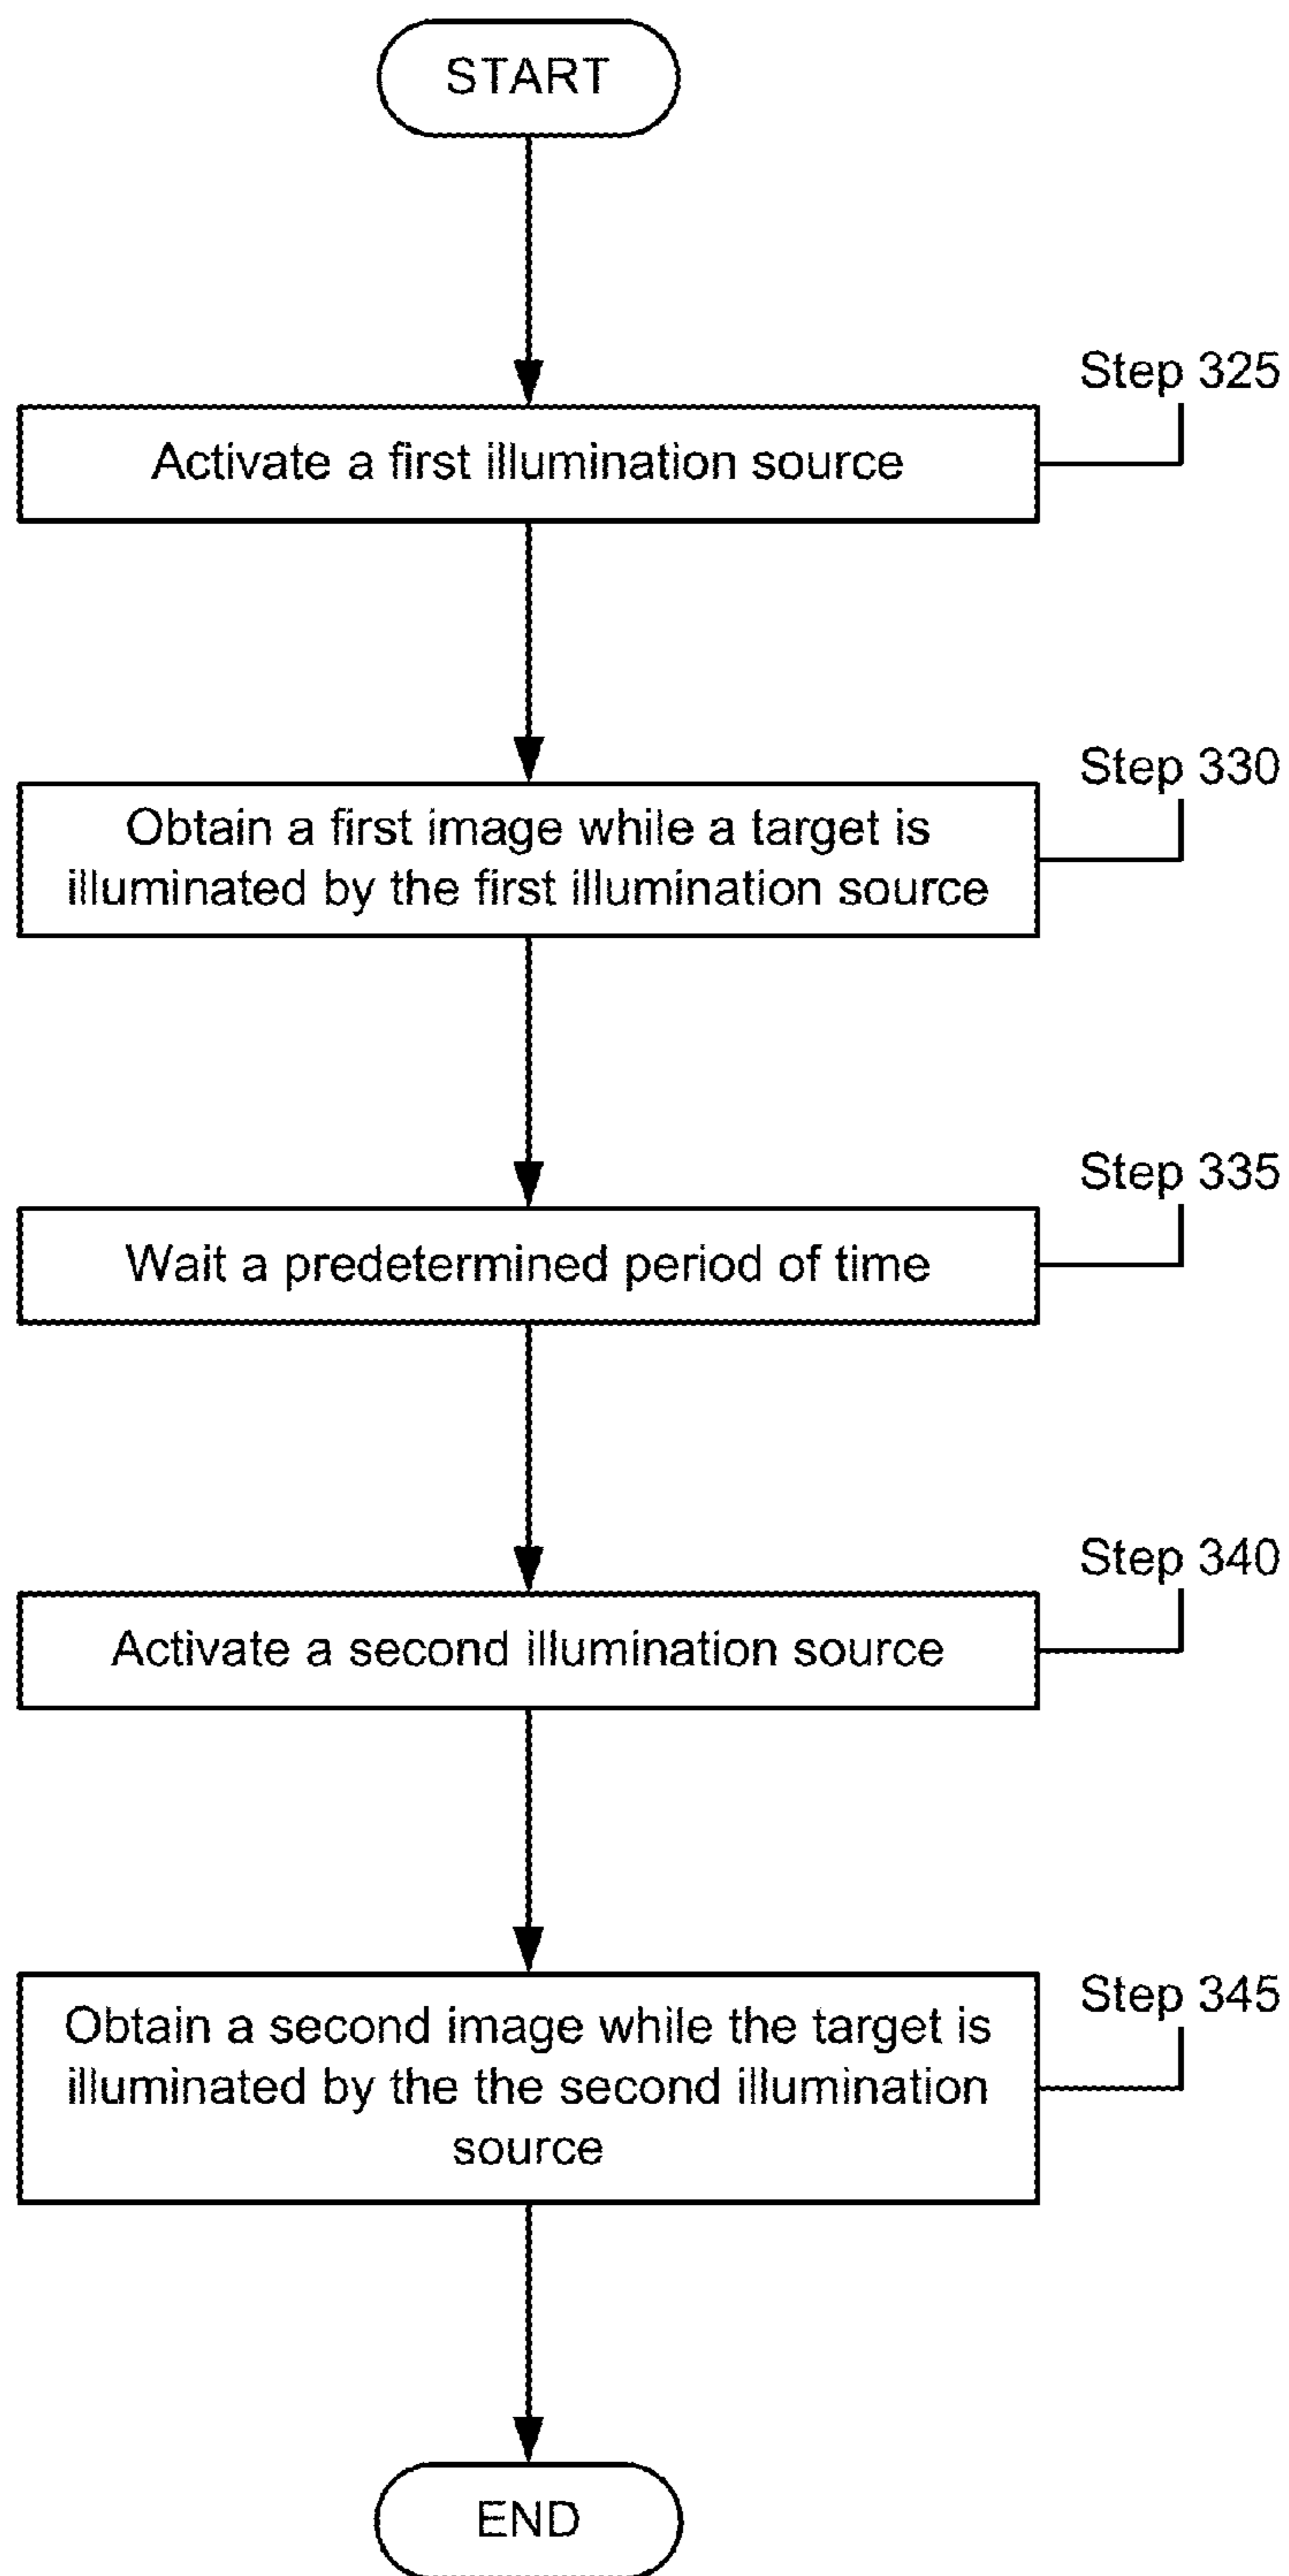 START
Step 325
Activate a first illumination source
Step 330
Obtain a first image while a target is
illuminated by the first illumination source
Step 335
Wait a predetermined period of time
Step 340
Activate a second illumination source
Step 345
Obtain a second image while the target is
illuminated by the the second illumination
source
END